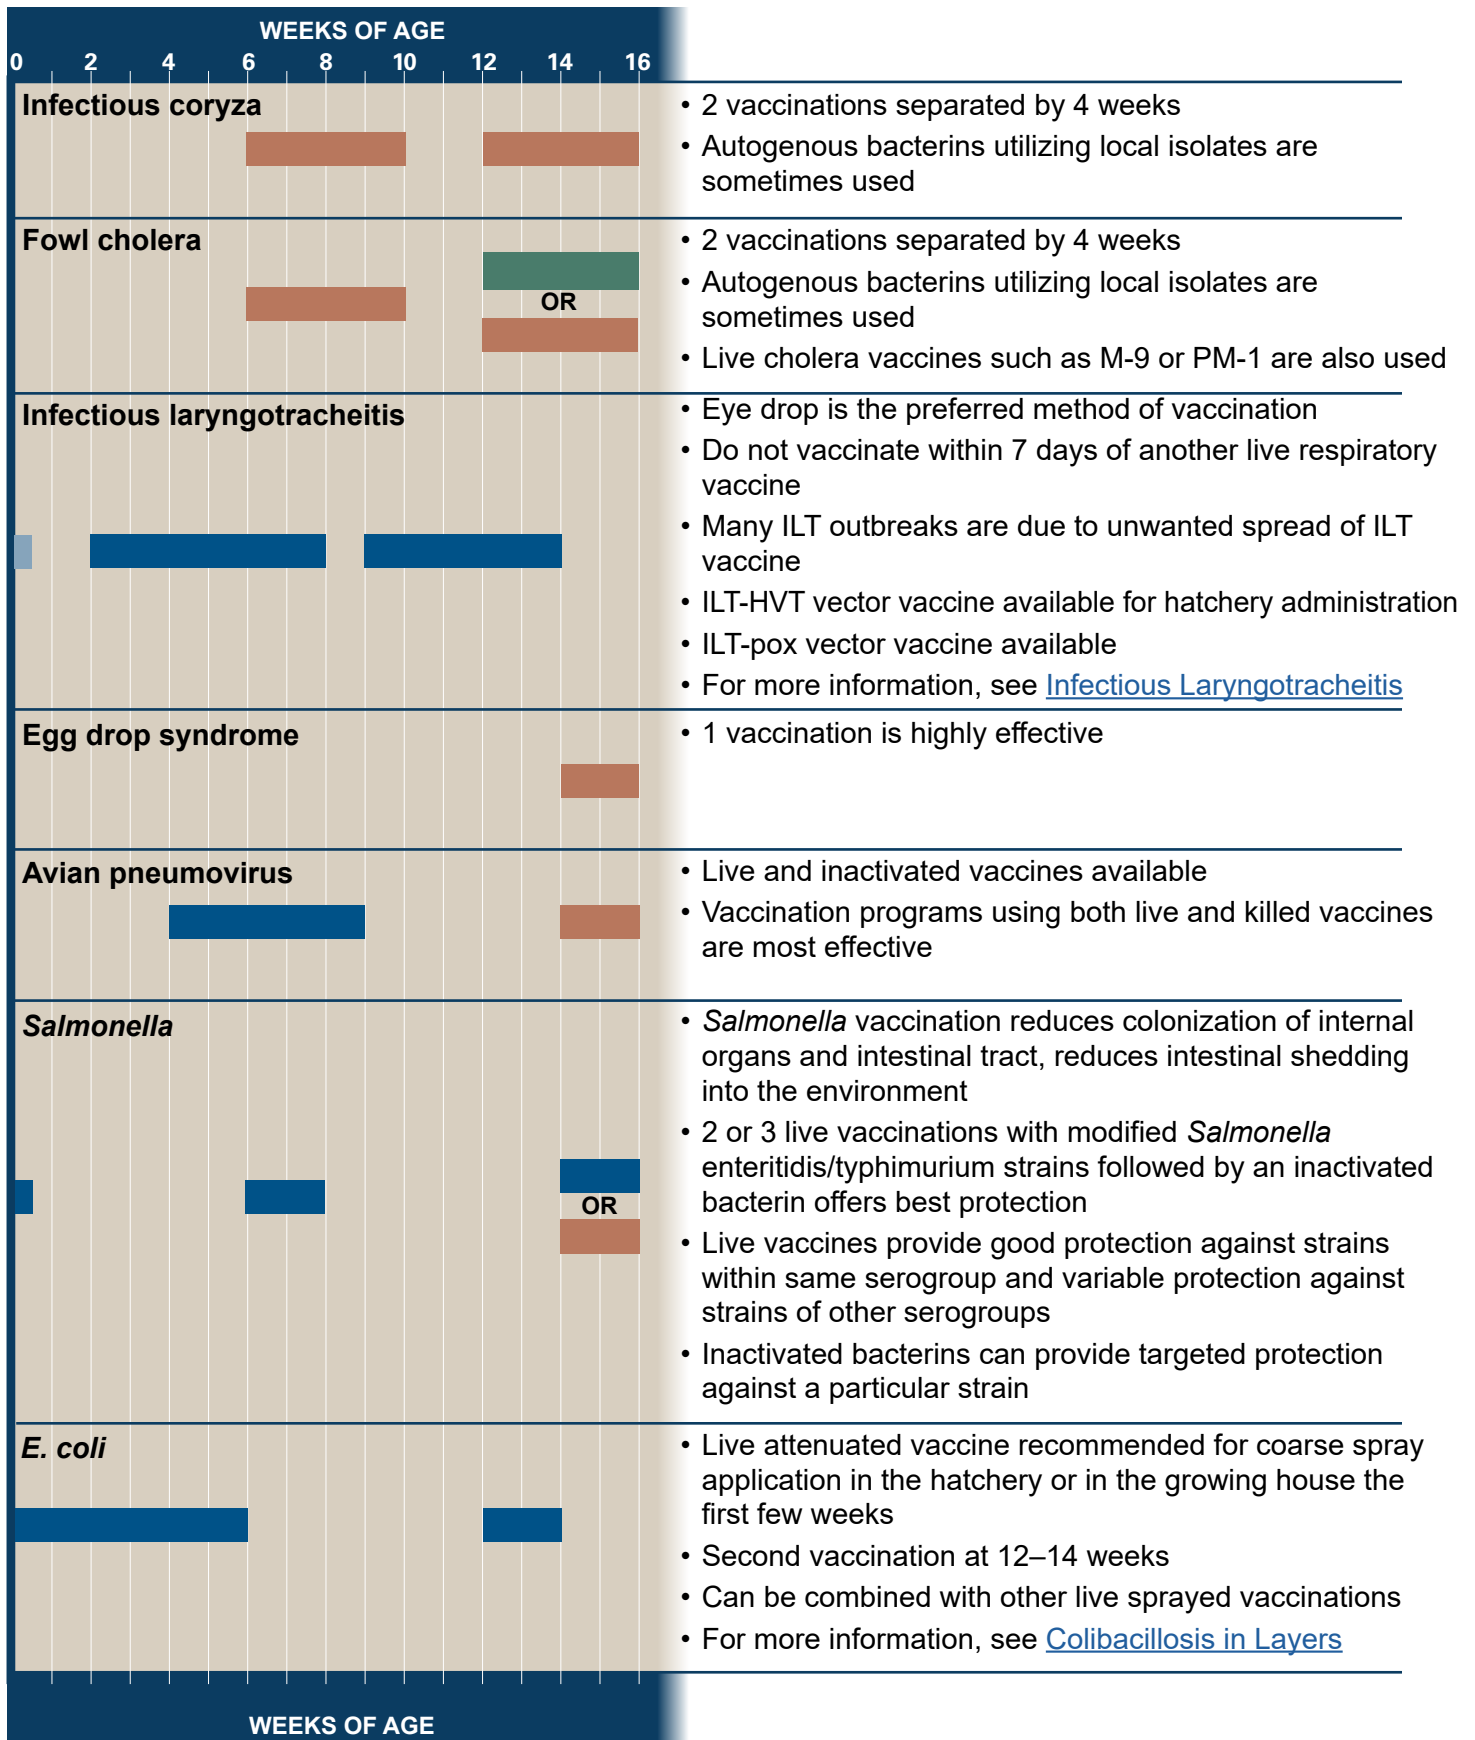 WEEKS OF AGE
0 2 4 6 8 10 12 14 16
Infectious coryza
• 2 vaccinations separated by 4 weeks
• Autogenous bacterins utilizing local isolates are
sometimes used
Fowl cholera
OR
• 2 vaccinations separated by 4 weeks
• Autogenous bacterins utilizing local isolates are
sometimes used
• Live cholera vaccines such as M-9 or PM-1 are also used
Infectious laryngotracheitis
• Eye drop is the preferred method of vaccination
• Do not vaccinate within 7 days of another live respiratory
vaccine
• Many ILT outbreaks are due to unwanted spread of ILT
vaccine
• ILT-HVT vector vaccine available for hatchery administration
• ILT-pox vector vaccine available
• For more information, see Infectious Laryngotracheitis
Egg drop syndrome
• 1 vaccination is highly effective
Avian pneumovirus
• Live and inactivated vaccines available
• Vaccination programs using both live and killed vaccines
are most effective
Salmonella
OR
• Salmonella vaccination reduces colonization of internal
organs and intestinal tract, reduces intestinal shedding
into the environment
• 2 or 3 live vaccinations with modified Salmonella
enteritidis/typhimurium strains followed by an inactivated
bacterin offers best protection
• Live vaccines provide good protection against strains
within same serogroup and variable protection against
strains of other serogroups
• Inactivated bacterins can provide targeted protection
against a particular strain
E. coli
• Live attenuated vaccine recommended for coarse spray
application in the hatchery or in the growing house the
first few weeks
• Second vaccination at 12–14 weeks
• Can be combined with other live sprayed vaccinations
• For more information, see Colibacillosis in Layers
WEEKS OF AGE